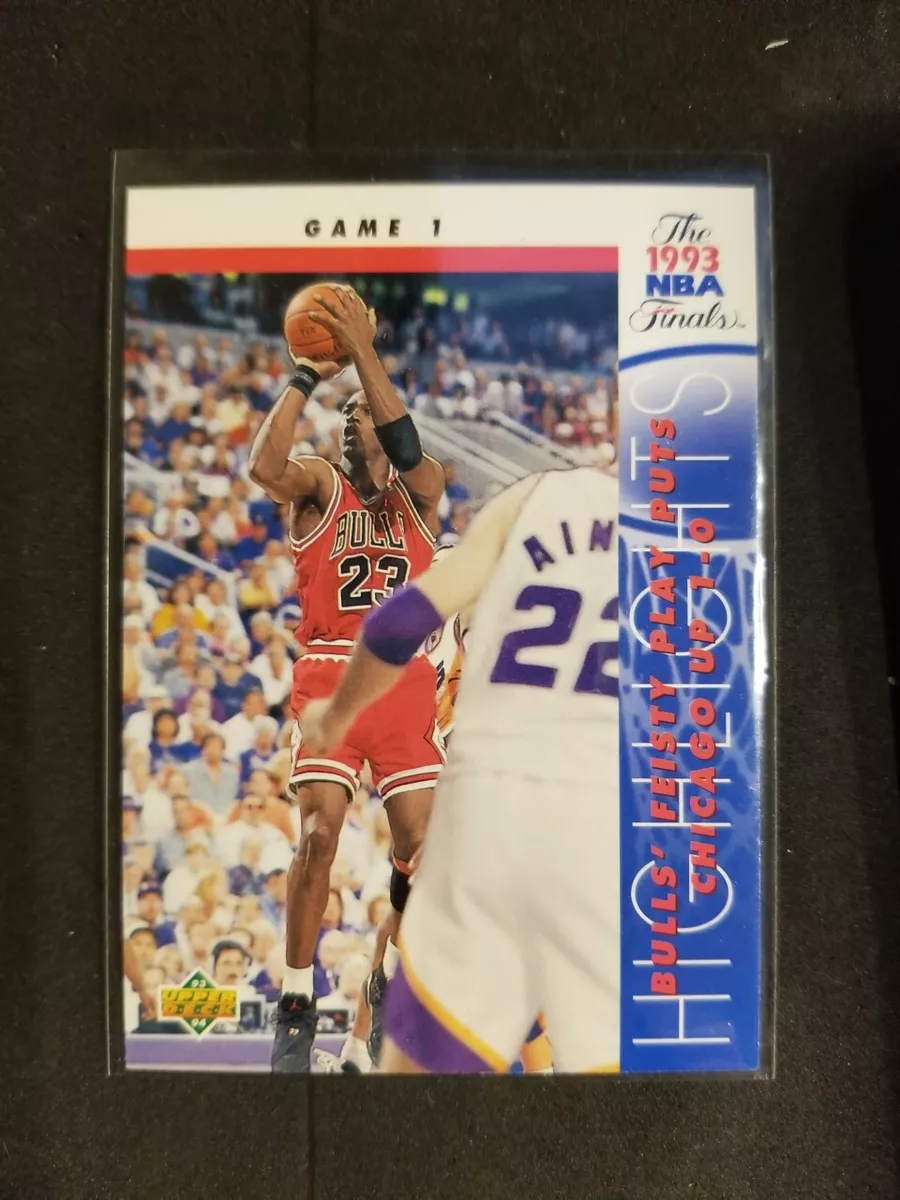 GAME 1
The
1993
NBA
Finals
HIGHLIGHTS
BULLS' FEISTY PLAY PUTS
CHICAGO UP 1-0
BULL
23
AIN
22
93
UPPER
DECK
94